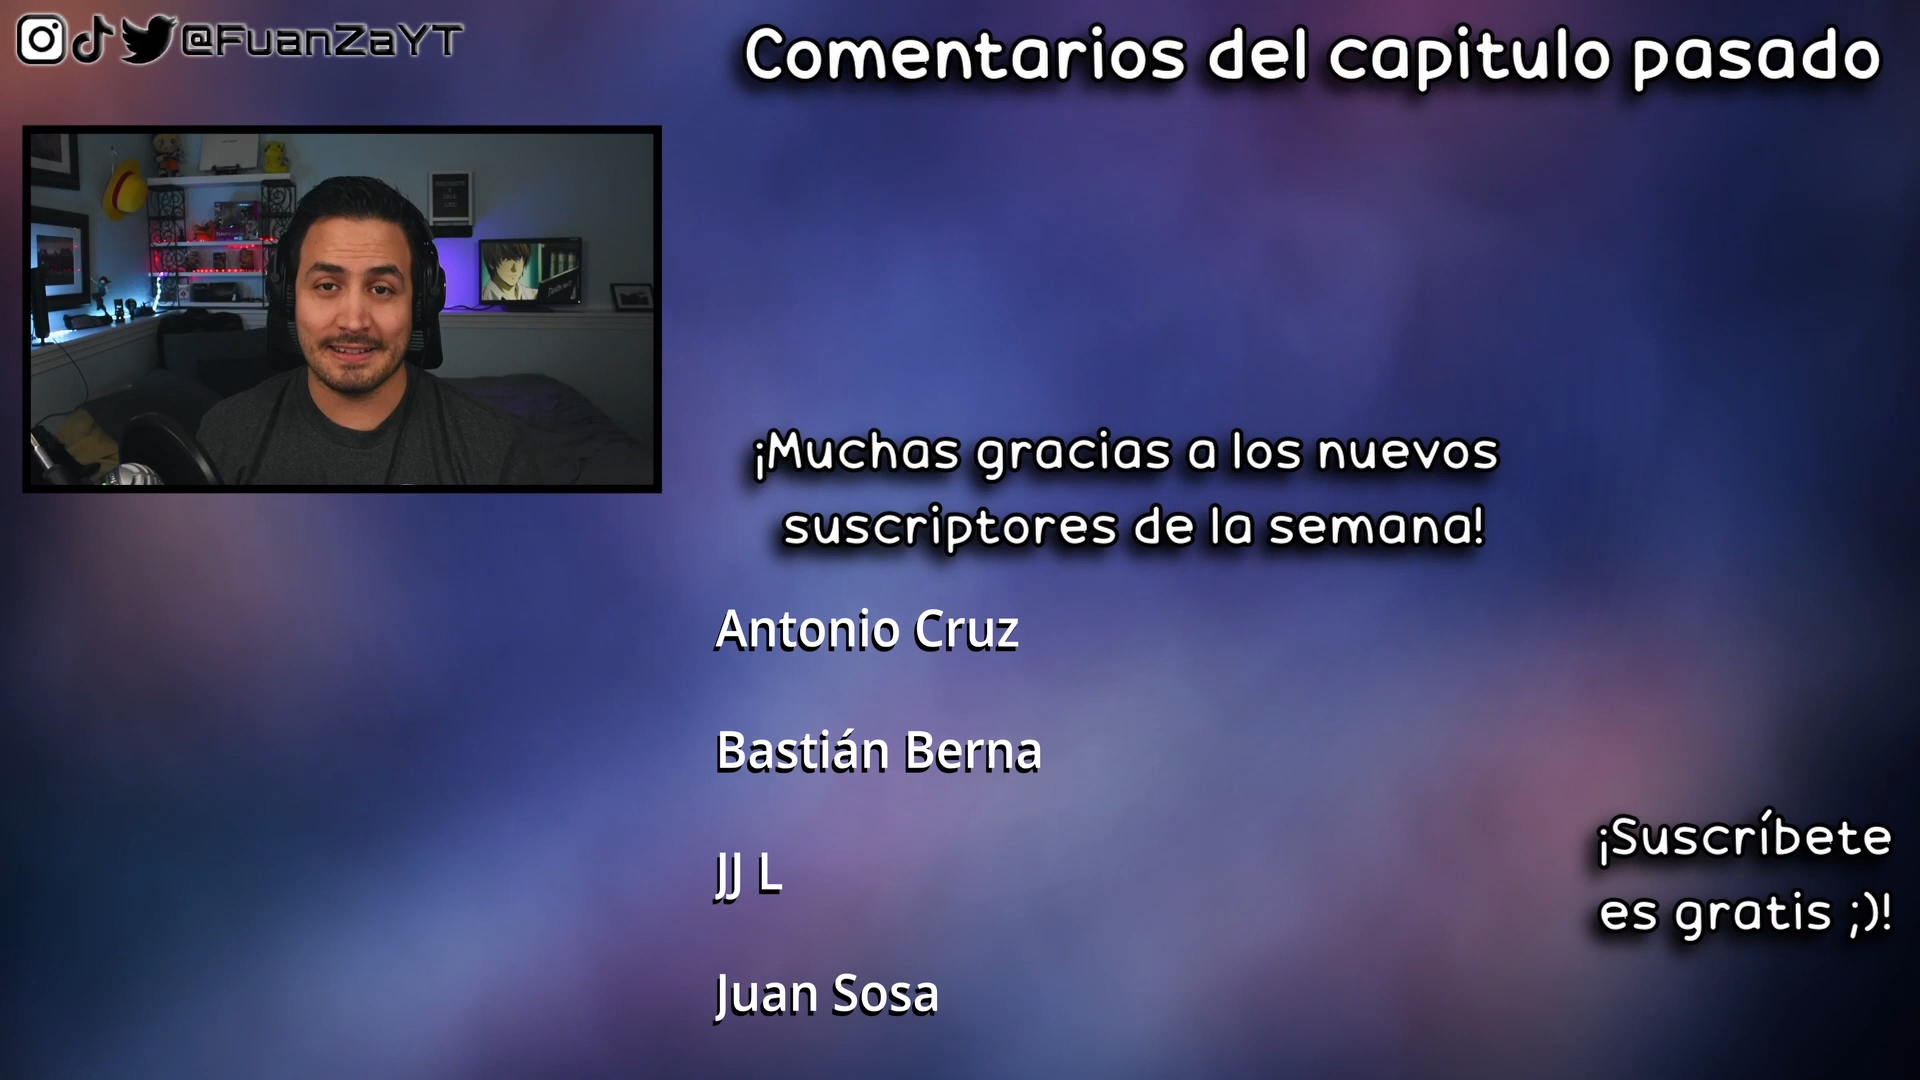 @FuanZaYT
Comentarios del capitulo pasado
¡Muchas gracias a los nuevos
suscriptores de la semana!
Antonio Cruz
Bastián Berna
JJ L
Juan Sosa
¡Suscríbete
es gratis ;)!